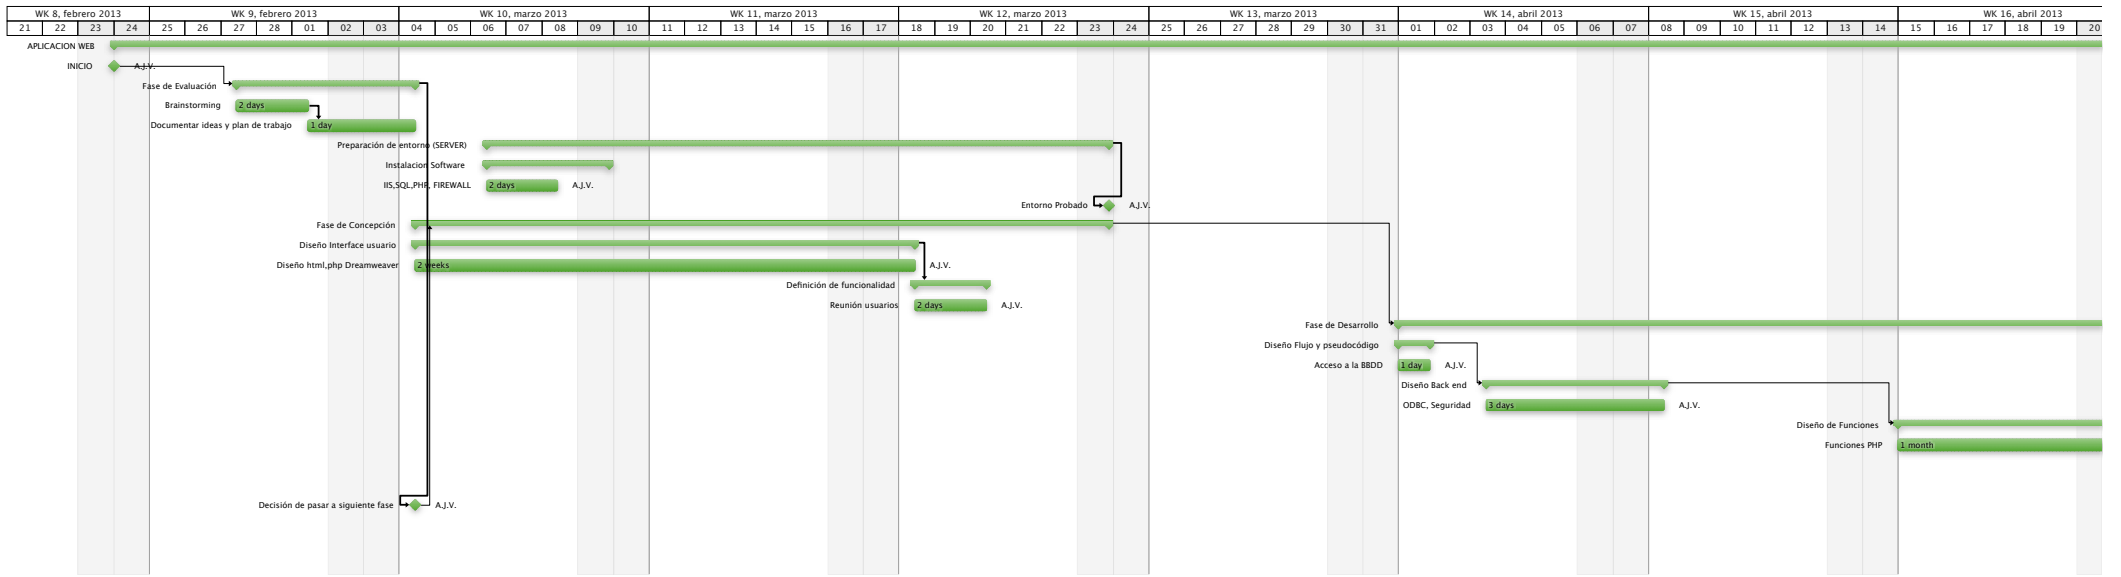 WK 8, febrero 2013 WK 9, febrero 2013 WK 10, marzo 2013 WK 11, marzo 2013 WK 12, marzo 2013 WK 13, marzo 2013 WK 14, abril 2013 WK 15, abril 2013 WK 16, abril 2013
21 22 23 24 25 26 27 28 01 02 03 04 05 06 07 08 09 10 11 12 13 14 15 16 17 18 19 20 21 22 23 24 25 26 27 28 29 30 31 01 02 03 04 05 06 07 08 09 10 11 12 13 14 15 16 17 18 19 20
APLICACION WEB
INICIO A.J.V.
Fase de Evaluación
Brainstorming 2 days
Documentar ideas y plan de trabajo 1 day
Preparación de entorno (SERVER)
Instalacion Software
IIS,SQL,PHP, FIREWALL 2 days A.J.V.
Entorno Probado A.J.V.
Fase de Concepción
Diseño Interface usuario
Diseño html,php Dreamweaver 2 weeks A.J.V.
Definición de funcionalidad
Reunión usuarios 2 days A.J.V.
Fase de Desarrollo
Diseño Flujo y pseudocódigo
Acceso a la BBDD 1 day A.J.V.
Diseño Back end
ODBC, Seguridad 3 days A.J.V.
Diseño de Funciones
Funciones PHP 1 month
Decisión de pasar a siguiente fase A.J.V.